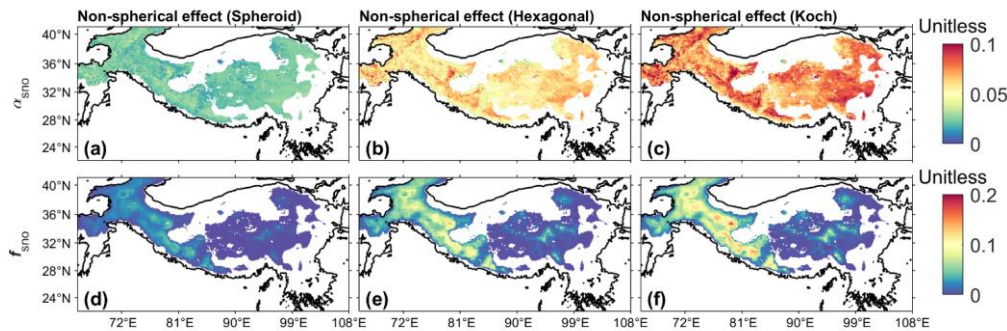 Non-spherical effect (Spheroid) Non-spherical effect (Hexagonal) Non-spherical effect (Koch) Unitless
40°N 36°N 32°N 28°N 24°N
α sno
(a) (b) (c)
0.1 0.05 0
Unitless
40°N 36°N 32°N 28°N 24°N
f sno
(d) (e) (f)
0.2 0.1 0
72°E 81°E 90°E 99°E 108°E 72°E 81°E 90°E 99°E 108°E 72°E 81°E 90°E 99°E 108°E